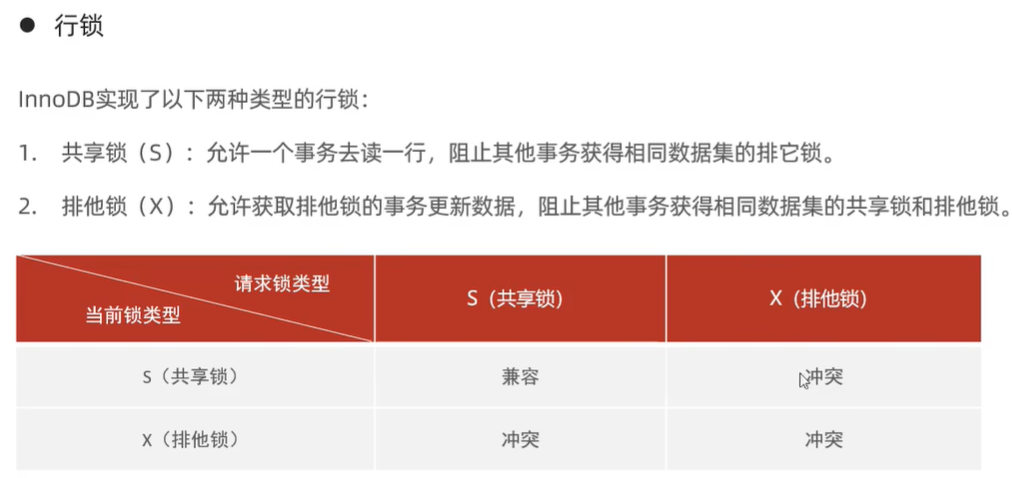 ● 行锁
InnoDB实现了以下两种类型的行锁：
1. 共享锁（S）：允许一个事务去读一行，阻止其他事务获得相同数据集的排它锁。
2. 排他锁（X）：允许获取排他锁的事务更新数据，阻止其他事务获得相同数据集的共享锁和排他锁。
请求锁类型
当前锁类型
S（共享锁）
X（排他锁）
S（共享锁）
兼容
冲突
X（排他锁）
冲突
冲突